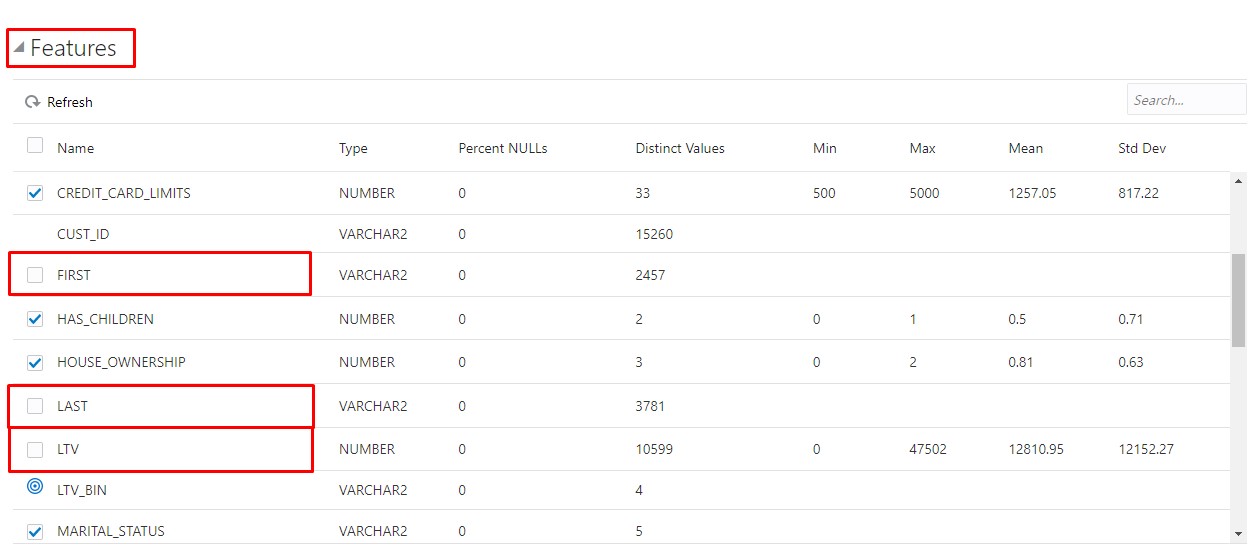 Features
Refresh Search...
Name Type Percent NULLs Distinct Values Min Max Mean Std Dev
CREDIT_CARD_LIMITS NUMBER 0 33 500 5000 1257.05 817.22
CUST_ID VARCHAR2 0 15260
FIRST VARCHAR2 0 2457
HAS_CHILDREN NUMBER 0 2 0 1 0.5 0.71
HOUSE_OWNERSHIP NUMBER 0 3 0 2 0.81 0.63
LAST VARCHAR2 0 3781
LTV NUMBER 0 10599 0 47502 12810.95 12152.27
LTV_BIN VARCHAR2 0 4
MARITAL_STATUS VARCHAR2 0 5